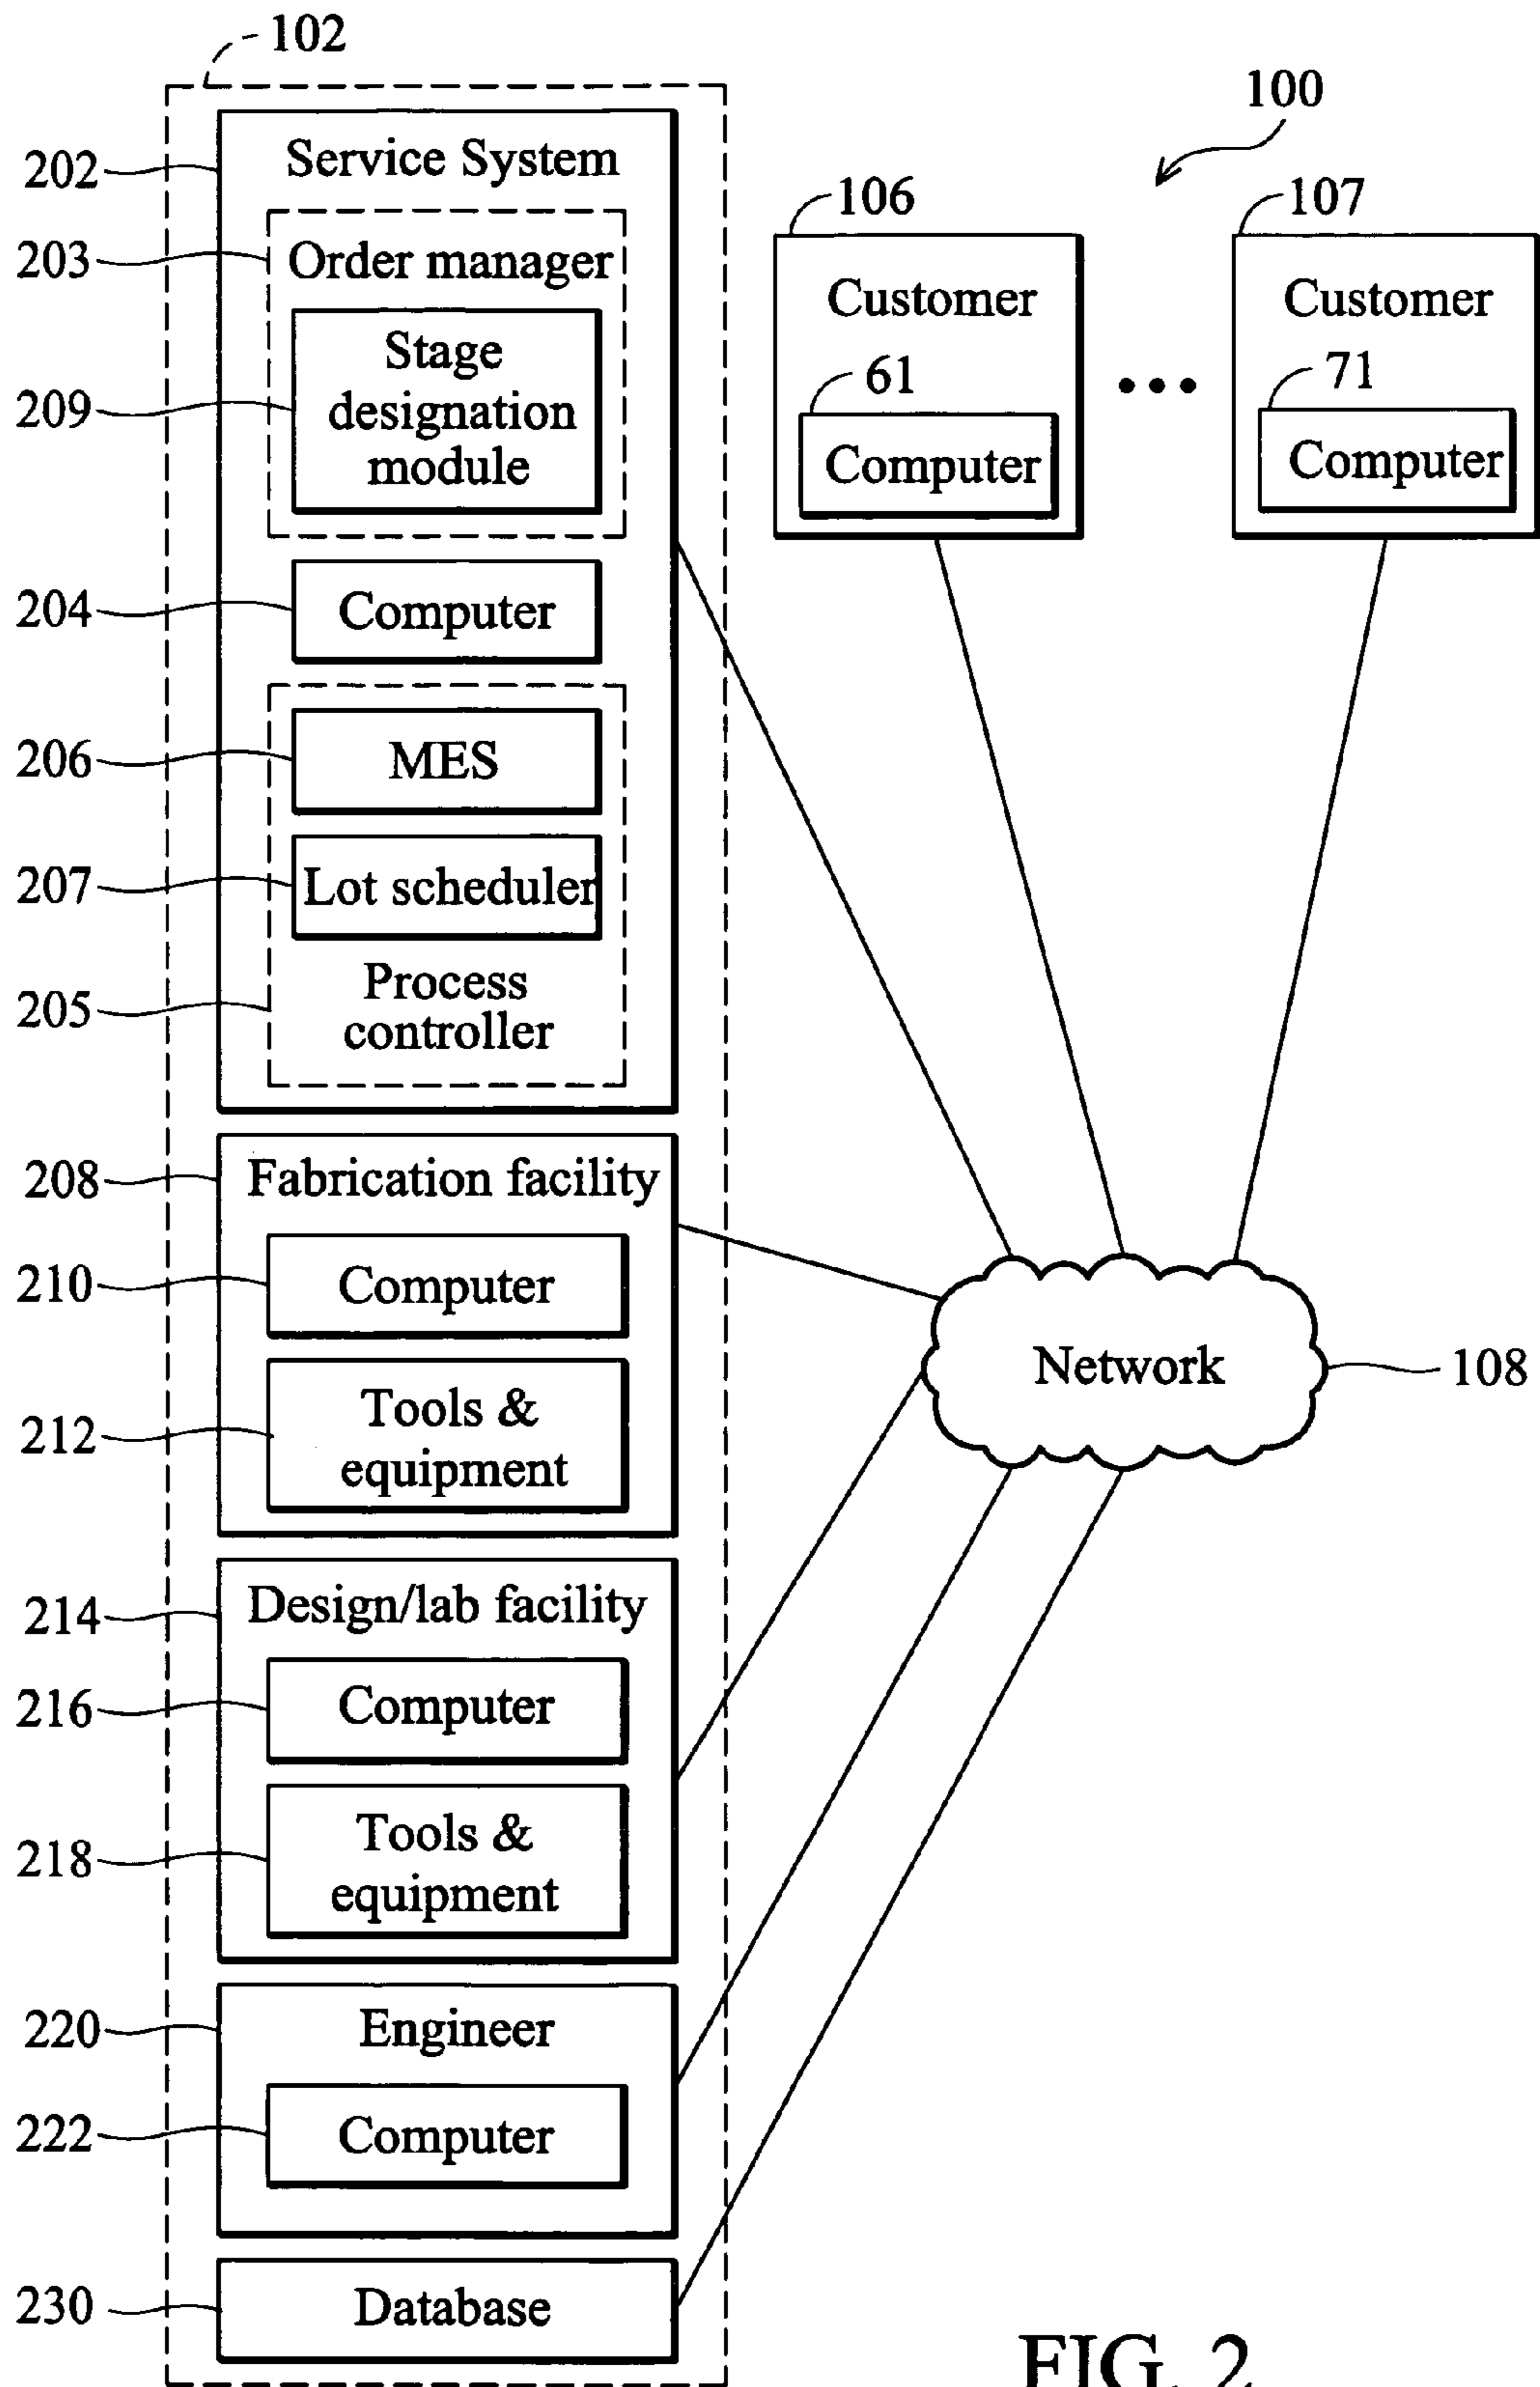 102
100
202
Service System
106
107
203
Order manager
Customer
Customer
209
Stage
designation
module
61
Computer
71
Computer
204
Computer
206
MES
207
Lot scheduler
205
Process
controller
208
Fabrication facility
210
Computer
212
Tools &
equipment
Network
108
214
Design/lab facility
216
Computer
218
Tools &
equipment
220
Engineer
222
Computer
230
Database
FIG. 2